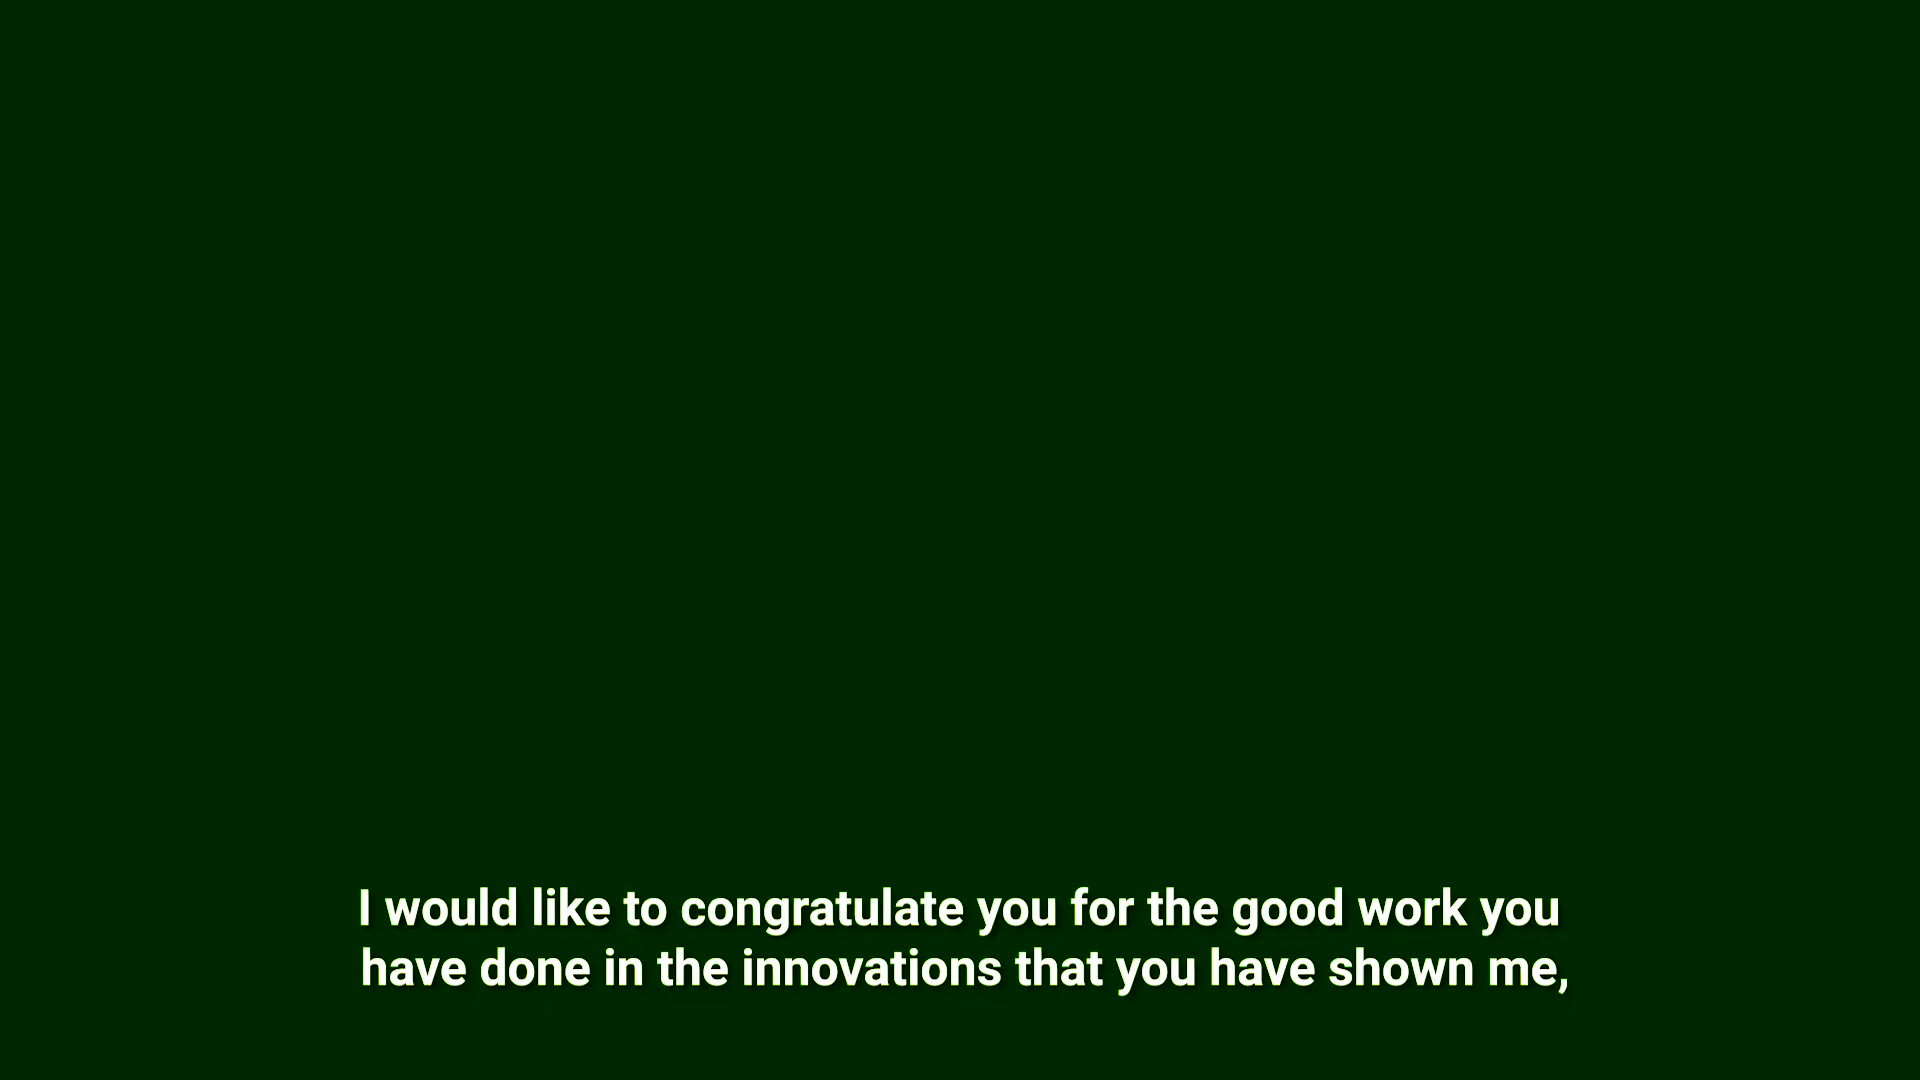 I would like to congratulate you for the good work you
have done in the innovations that you have shown me,